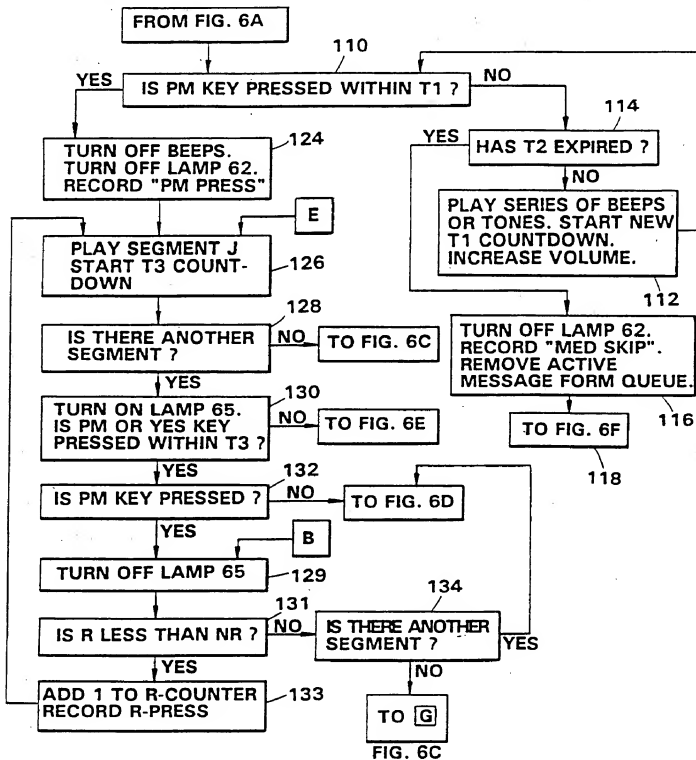 FROM FIG. 6A
110
YES
IS PM KEY PRESSED WITHIN T1 ?
NO
124
TURN OFF BEEPS.
TURN OFF LAMP 62.
RECORD "PM PRESS"
114
YES
HAS T2 EXPIRED ?
NO
PLAY SERIES OF BEEPS
OR TONES. START NEW
T1 COUNTDOWN.
INCREASE VOLUME.
112
E
PLAY SEGMENT J
START T3 COUNT-
DOWN
126
128
IS THERE ANOTHER
SEGMENT ?
NO
TO FIG. 6C
YES
TURN OFF LAMP 62.
RECORD "MED SKIP".
REMOVE ACTIVE
MESSAGE FORM QUEUE.
116
TO FIG. 6F
118
130
TURN ON LAMP 65.
IS PM OR YES KEY
PRESSED WITHIN T3 ?
NO
TO FIG. 6E
YES
132
IS PM KEY PRESSED ?
NO
TO FIG. 6D
YES
B
TURN OFF LAMP 65
129
131
IS R LESS THAN NR ?
NO
134
IS THERE ANOTHER
SEGMENT ?
YES
NO
YES
ADD 1 TO R-COUNTER
RECORD R-PRESS
133
TO G
FIG. 6C